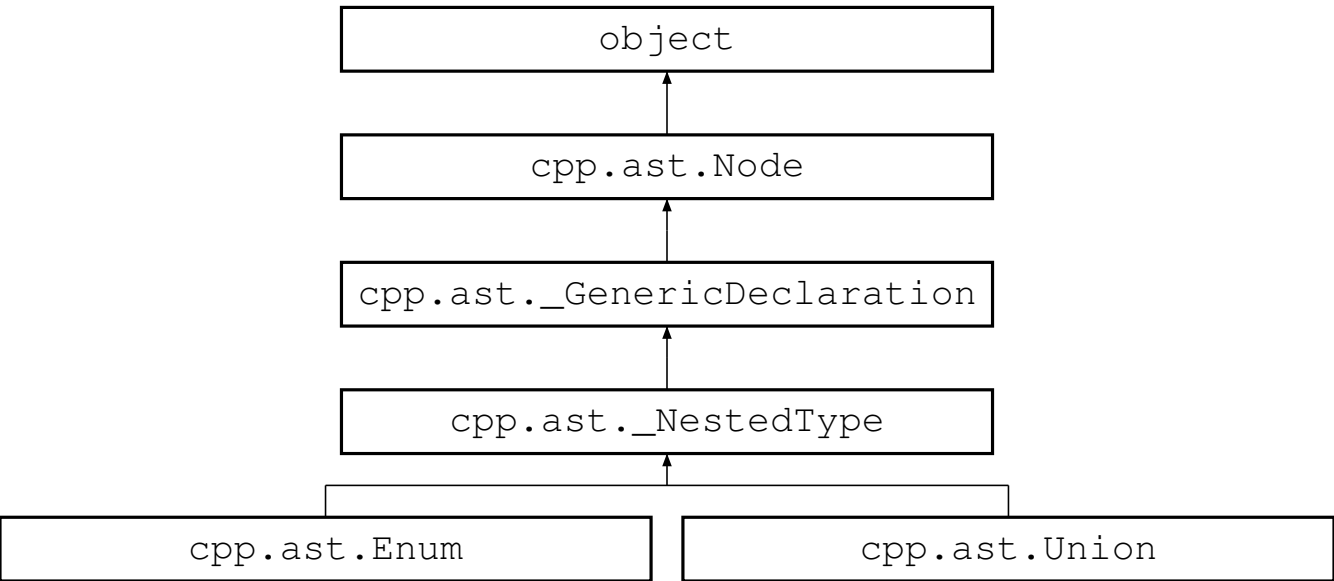 object
cpp.ast.Node
cpp.ast._GenericDeclaration
cpp.ast._NestedType
cpp.ast.Enum
cpp.ast.Union